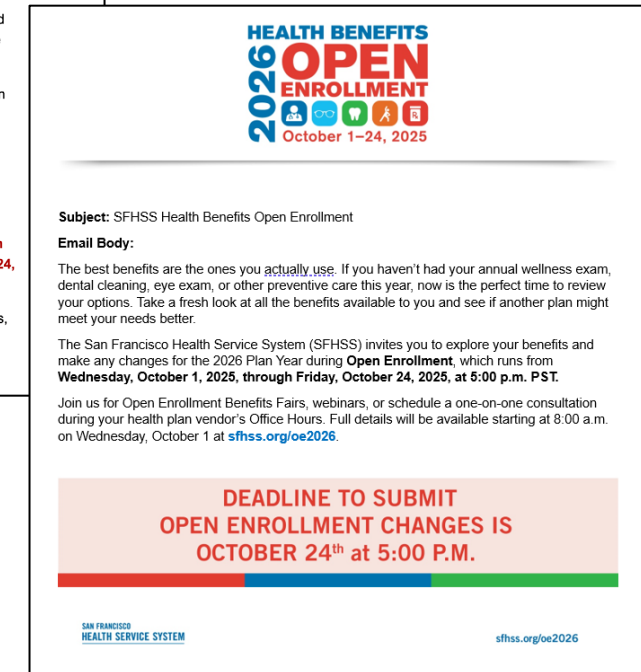 d
n
n
24,
s,
HEALTH BENEFITS
2026
OPEN
ENROLLMENT
October 1–24, 2025
Subject: SFHSS Health Benefits Open Enrollment
Email Body:
The best benefits are the ones you actually use. If you haven't had your annual wellness exam,
dental cleaning, eye exam, or other preventive care this year, now is the perfect time to review
your options. Take a fresh look at all the benefits available to you and see if another plan might
meet your needs better.
The San Francisco Health Service System (SFHSS) invites you to explore your benefits and
make any changes for the 2026 Plan Year during Open Enrollment, which runs from
Wednesday, October 1, 2025, through Friday, October 24, 2025, at 5:00 p.m. PST.
Join us for Open Enrollment Benefits Fairs, webinars, or schedule a one-on-one consultation
during your health plan vendor's Office Hours. Full details will be available starting at 8:00 a.m.
on Wednesday, October 1 at sfhss.org/oe2026.
DEADLINE TO SUBMIT
OPEN ENROLLMENT CHANGES IS
OCTOBER 24th at 5:00 P.M.
SAN FRANCISCO
HEALTH SERVICE SYSTEM
sfhss.org/oe2026